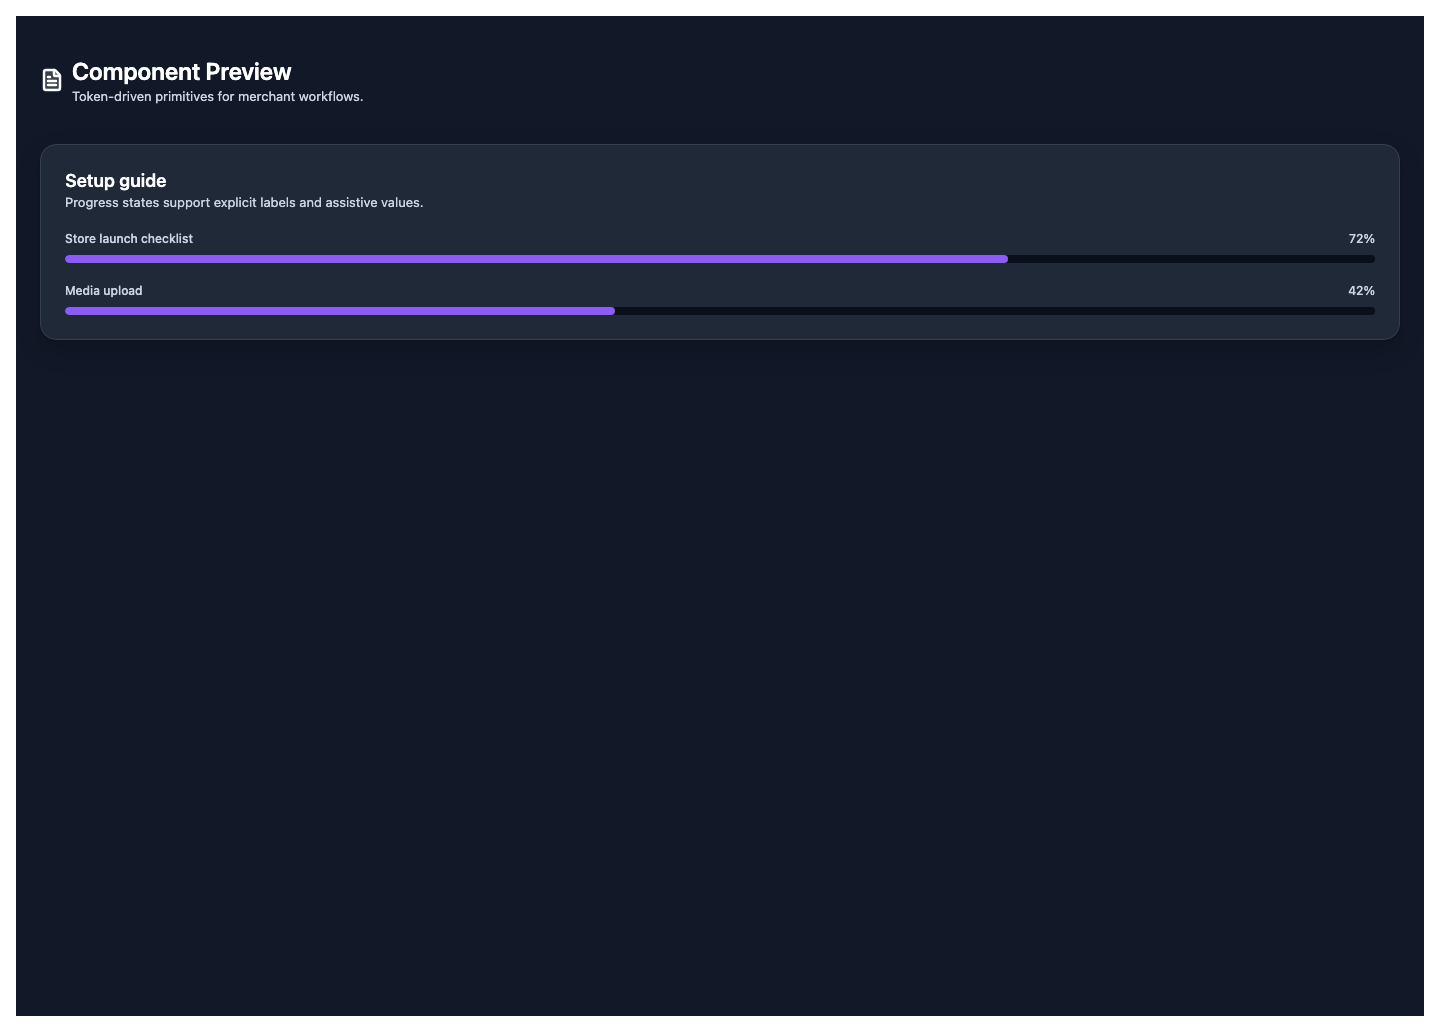 Component Preview
Token-driven primitives for merchant workflows.
Setup guide
Progress states support explicit labels and assistive values.
Store launch checklist 72%
Media upload 42%